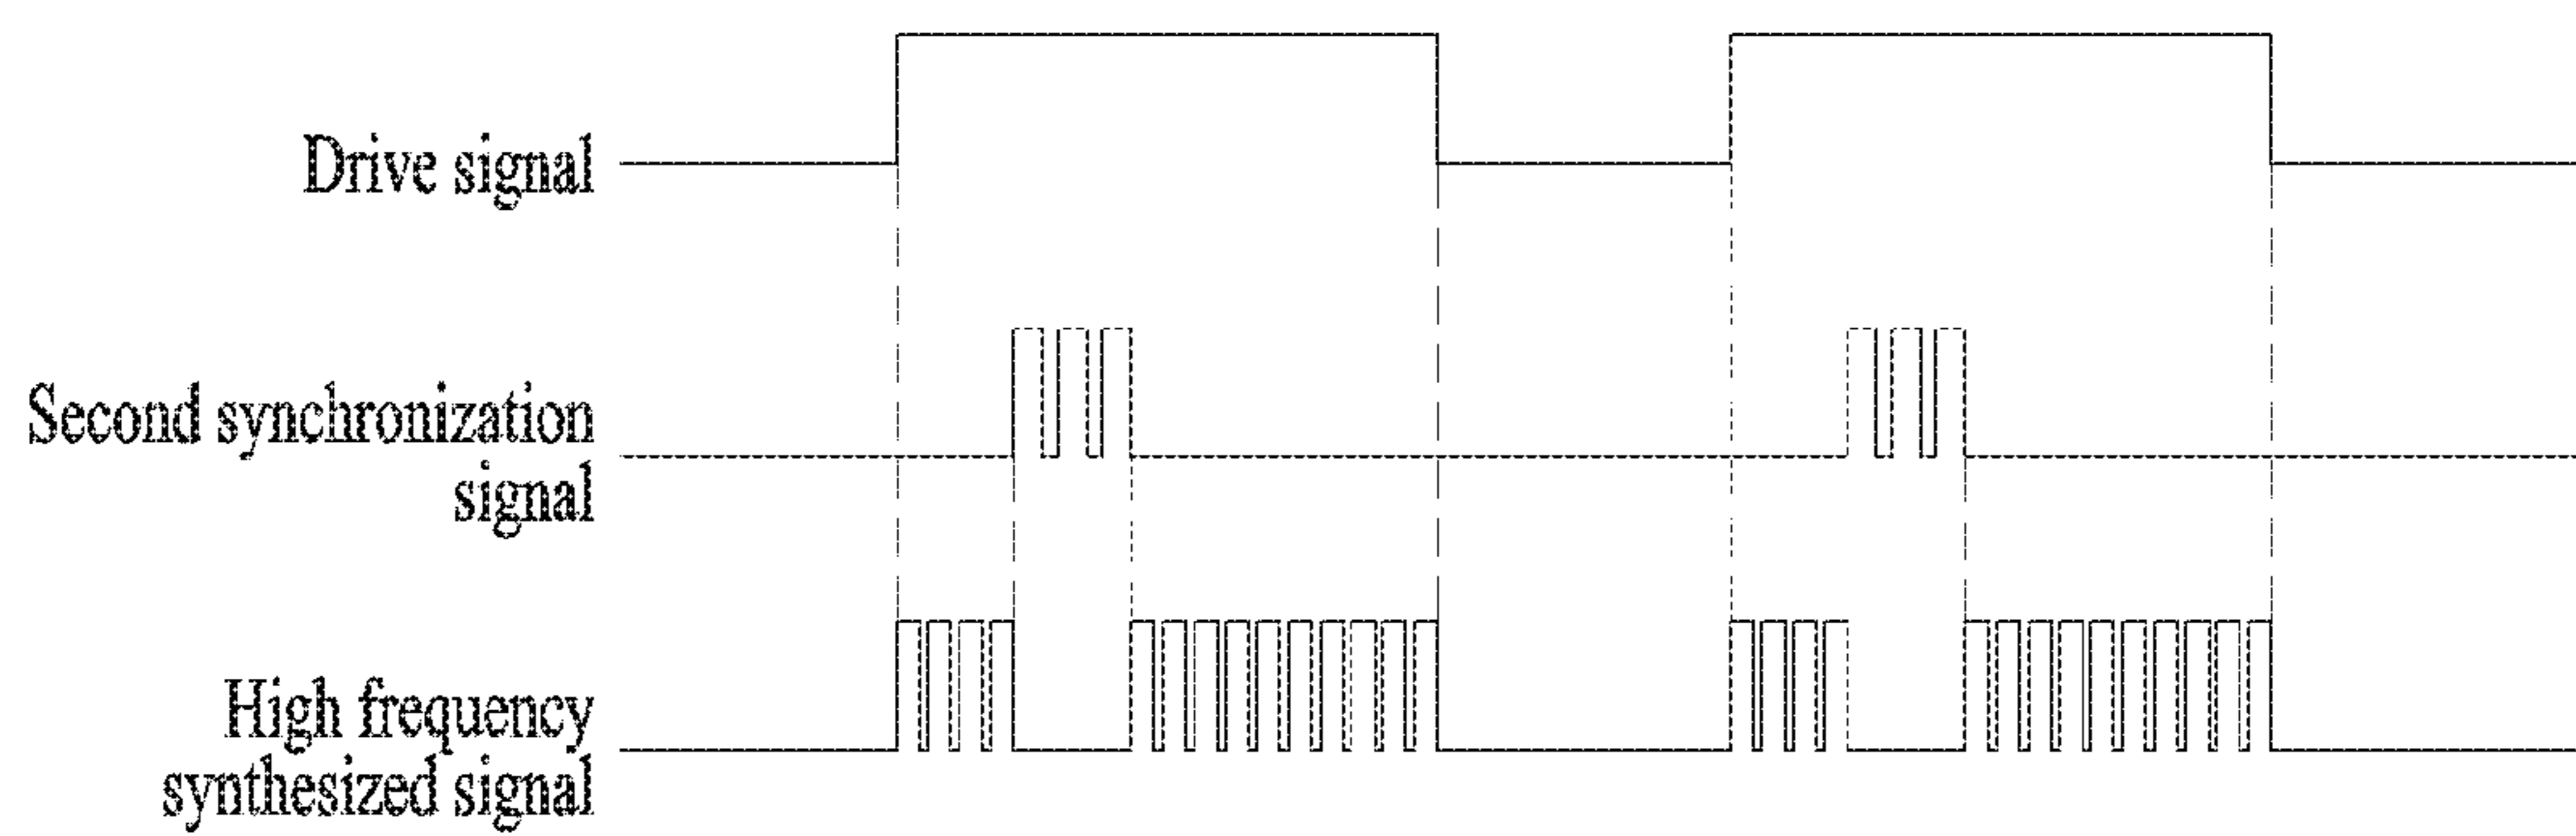 Drive signal
Second synchronization
signal
High frequency
synthesized signal